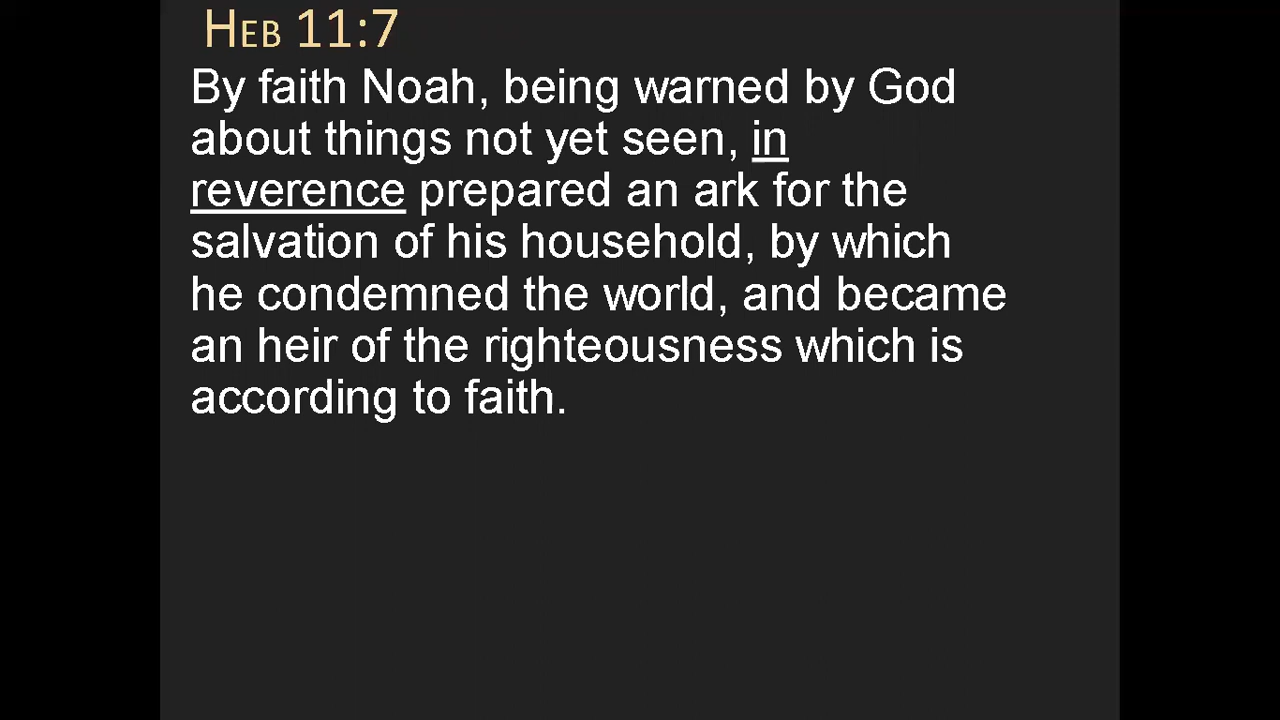 Heb 11:7
By faith Noah, being warned by God
about things not yet seen, in
reverence prepared an ark for the
salvation of his household, by which
he condemned the world, and became
an heir of the righteousness which is
according to faith.